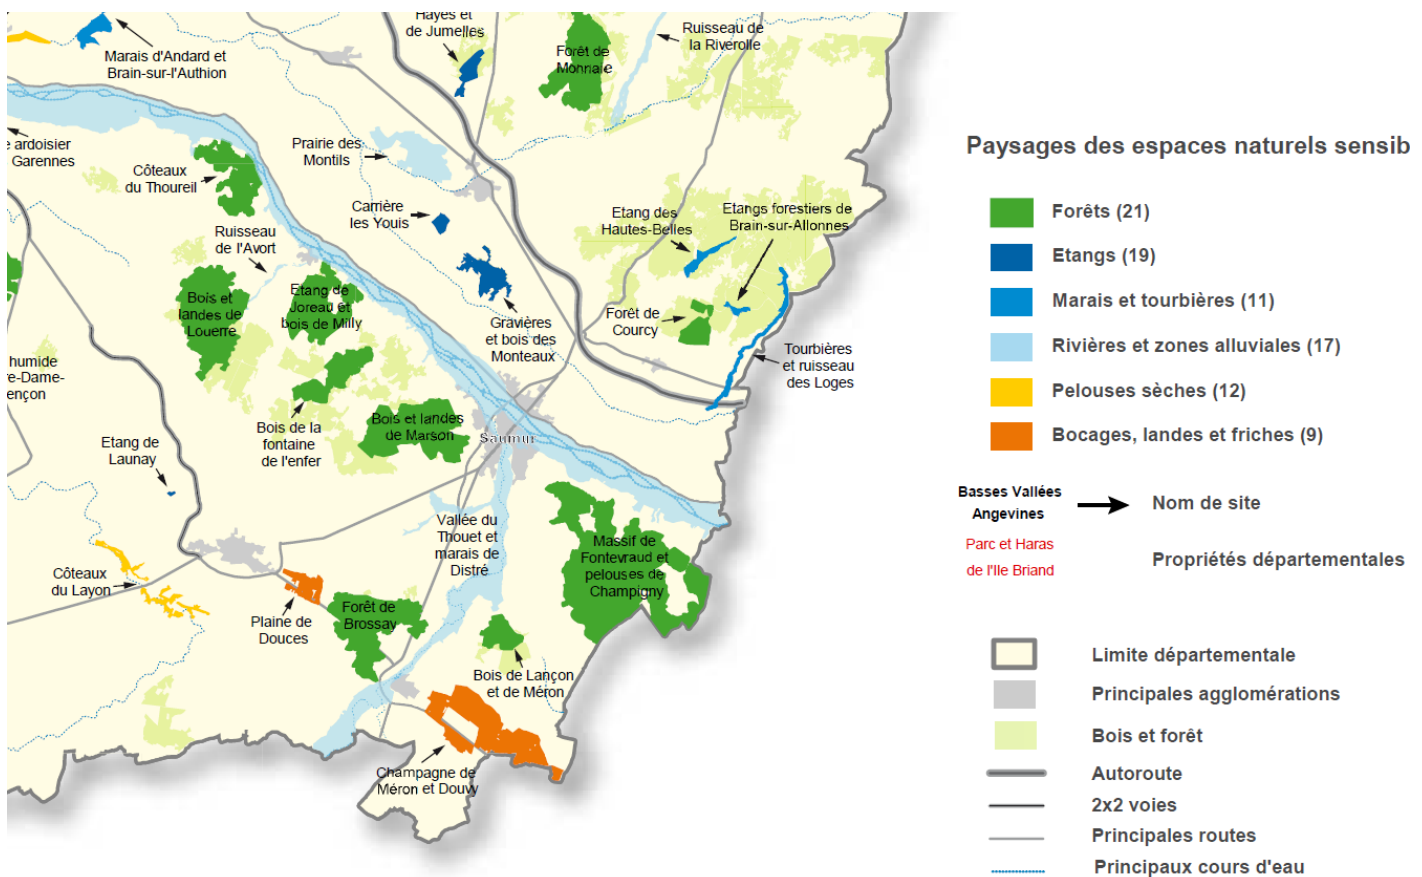 Hayes et
de Jumelles
Marais d'Andard et
Brain-sur-l'Authion
Forêt de
Monnaie
Ruisseau de
la Riverolle
ardoisier
Garennes
Côteaux
du Thoureil
Prairie des
Montils
Carrière
les Youis
Ruisseau
de l'Avort
Etang des
Hautes-Belles
Etangs forestiers de
Brain-sur-Allonnes
Bois et
landes de
Louerre
Etang de
Joreau et
bois de Milly
Gravières
et bois des
Monteaux
Forêt de
Courcy
Tourbières
et ruisseau
des Loges
humide
re-Dame-
ençon
Bois de la
fontaine
de l'enfer
Bois et landes
de Marson
Saumur
Etang de
Launay
Vallée du
Thouet et
marais de
Distré
Massif de
Fontevraud et
pelouses de
Champigny
Côteaux
du Layon
Plaine de
Douces
Forêt de
Brossay
Bois de Lançon
et de Méron
Champagne de
Méron et Douvy
Paysages des espaces naturels sensib
Forêts (21)
Etangs (19)
Marais et tourbières (11)
Rivières et zones alluviales (17)
Pelouses sèches (12)
Bocages, landes et friches (9)
Basses Vallées
Angevines
Nom de site
Parc et Haras
de l'Ile Briand
Propriétés départementales
Limite départementale
Principales agglomérations
Bois et forêt
Autoroute
2x2 voies
Principales routes
Principaux cours d'eau